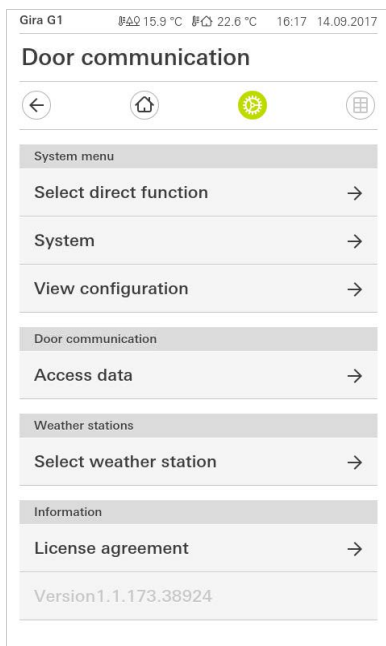 Gira G1 15.9 °C 22.6 °C 16:17 14.09.2017
Door communication
System menu
Select direct function
System
View configuration
Door communication
Access data
Weather stations
Select weather station
Information
License agreement
Version1.1.173.38924